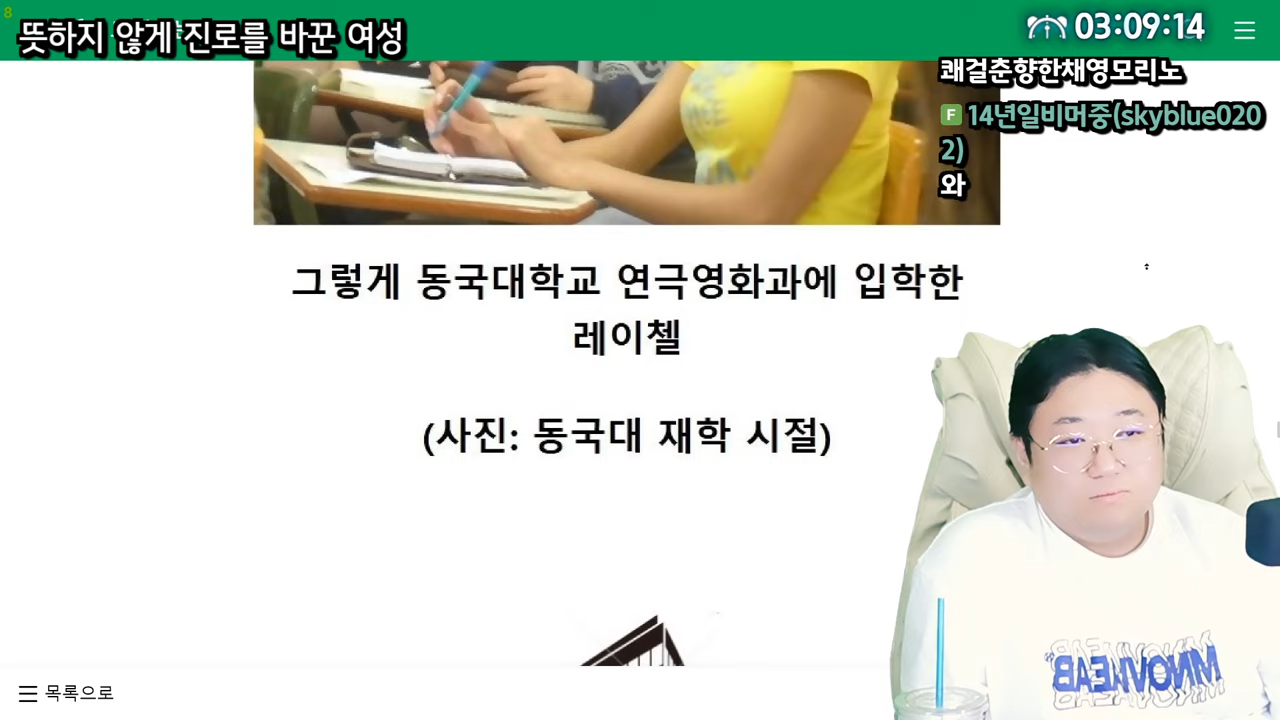 8
뜻하지 않게 진로를 바꾼 여성
03:09:14
쾌걸춘향한채영모리노
F 14년일비머중(skyblue020
2)
와
그렇게 동국대학교 연극영화과에 입학한
레이첼
(사진: 동국대 재학 시절)
목록으로